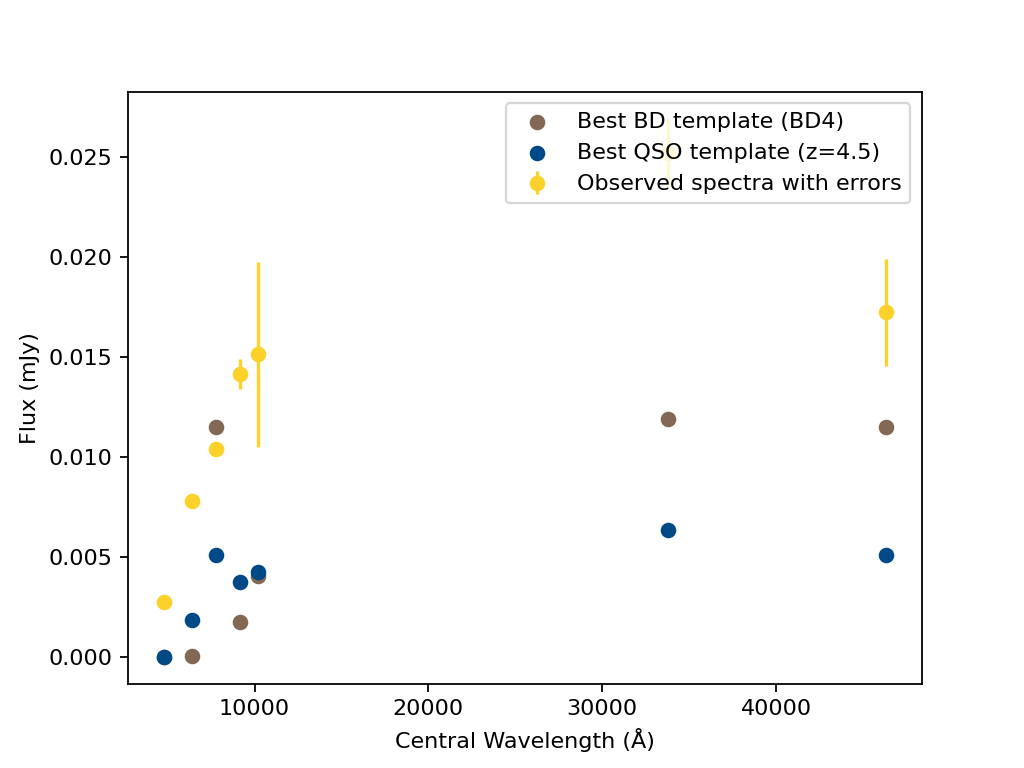 Best BD template (BD4)
Best QSO template (z=4.5)
Observed spectra with errors
0.025
0.020
0.015
0.010
0.005
0.000
Flux (mJy)
10000 20000 30000 40000
Central Wavelength (Å)